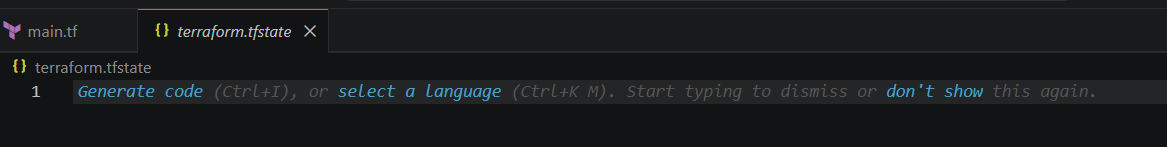 main.tf
{} terraform.tfstate
{} terraform.tfstate
1 Generate code (Ctrl+I), or select a language (Ctrl+K M). Start typing to dismiss or don't show this again.